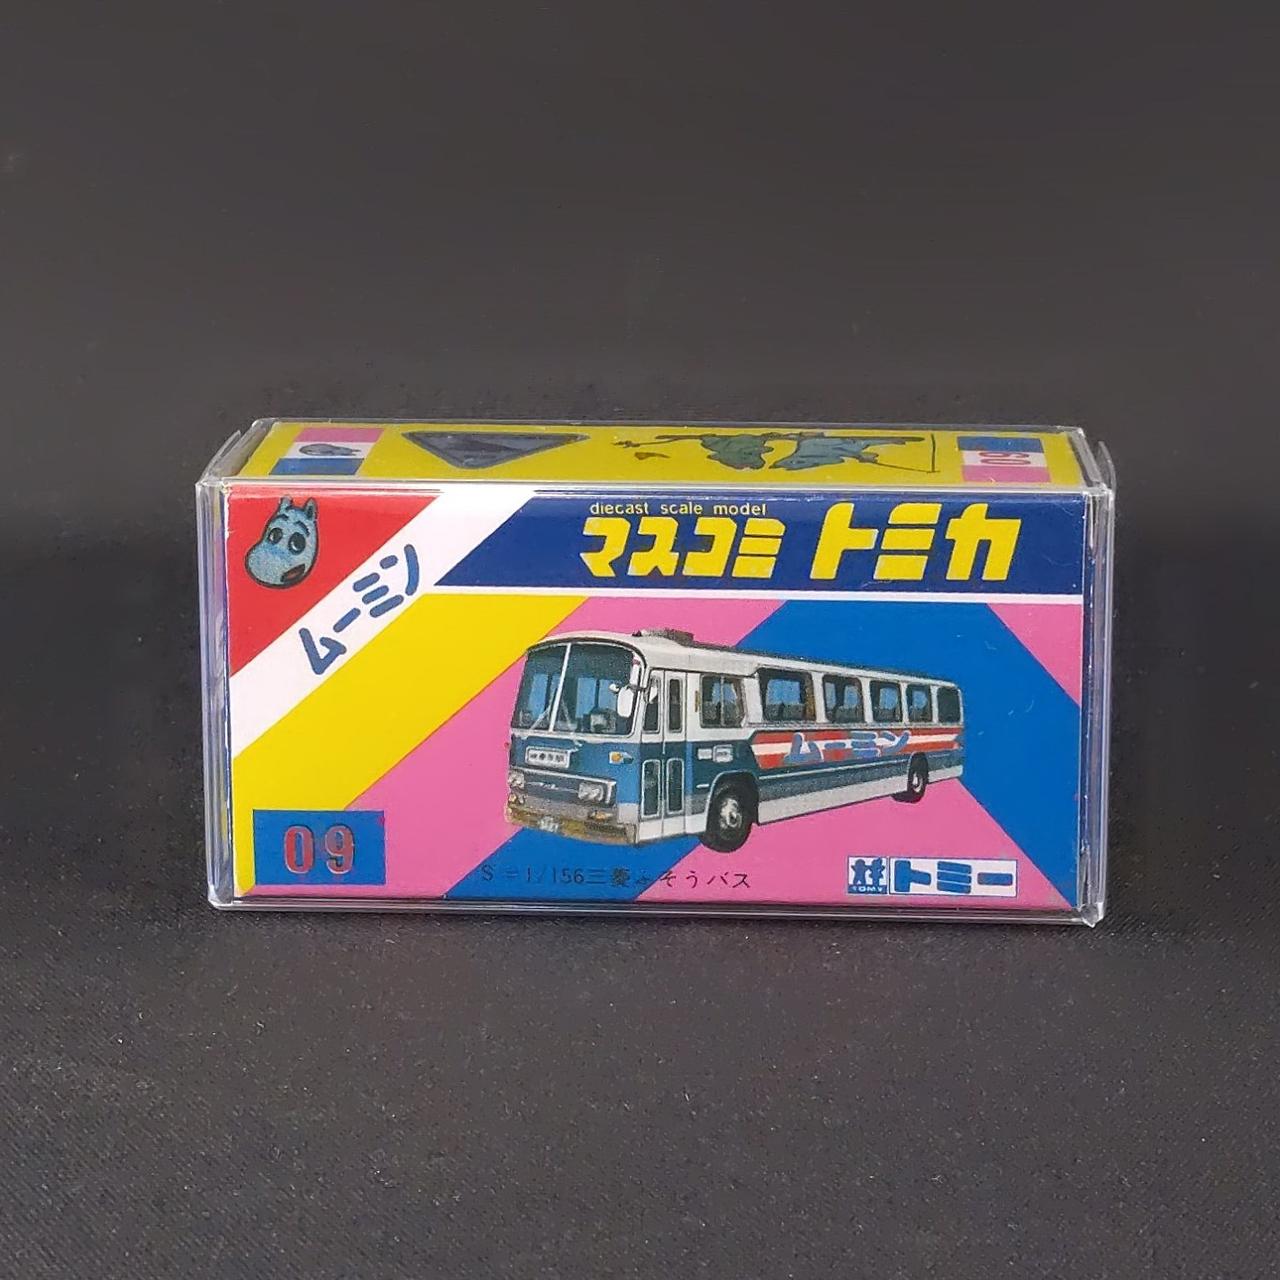 09
diecast scale model
マスコミ トミカ
ムーミン
ムーミン
09
S=1/156三菱ふそうバス
TOMY トミー